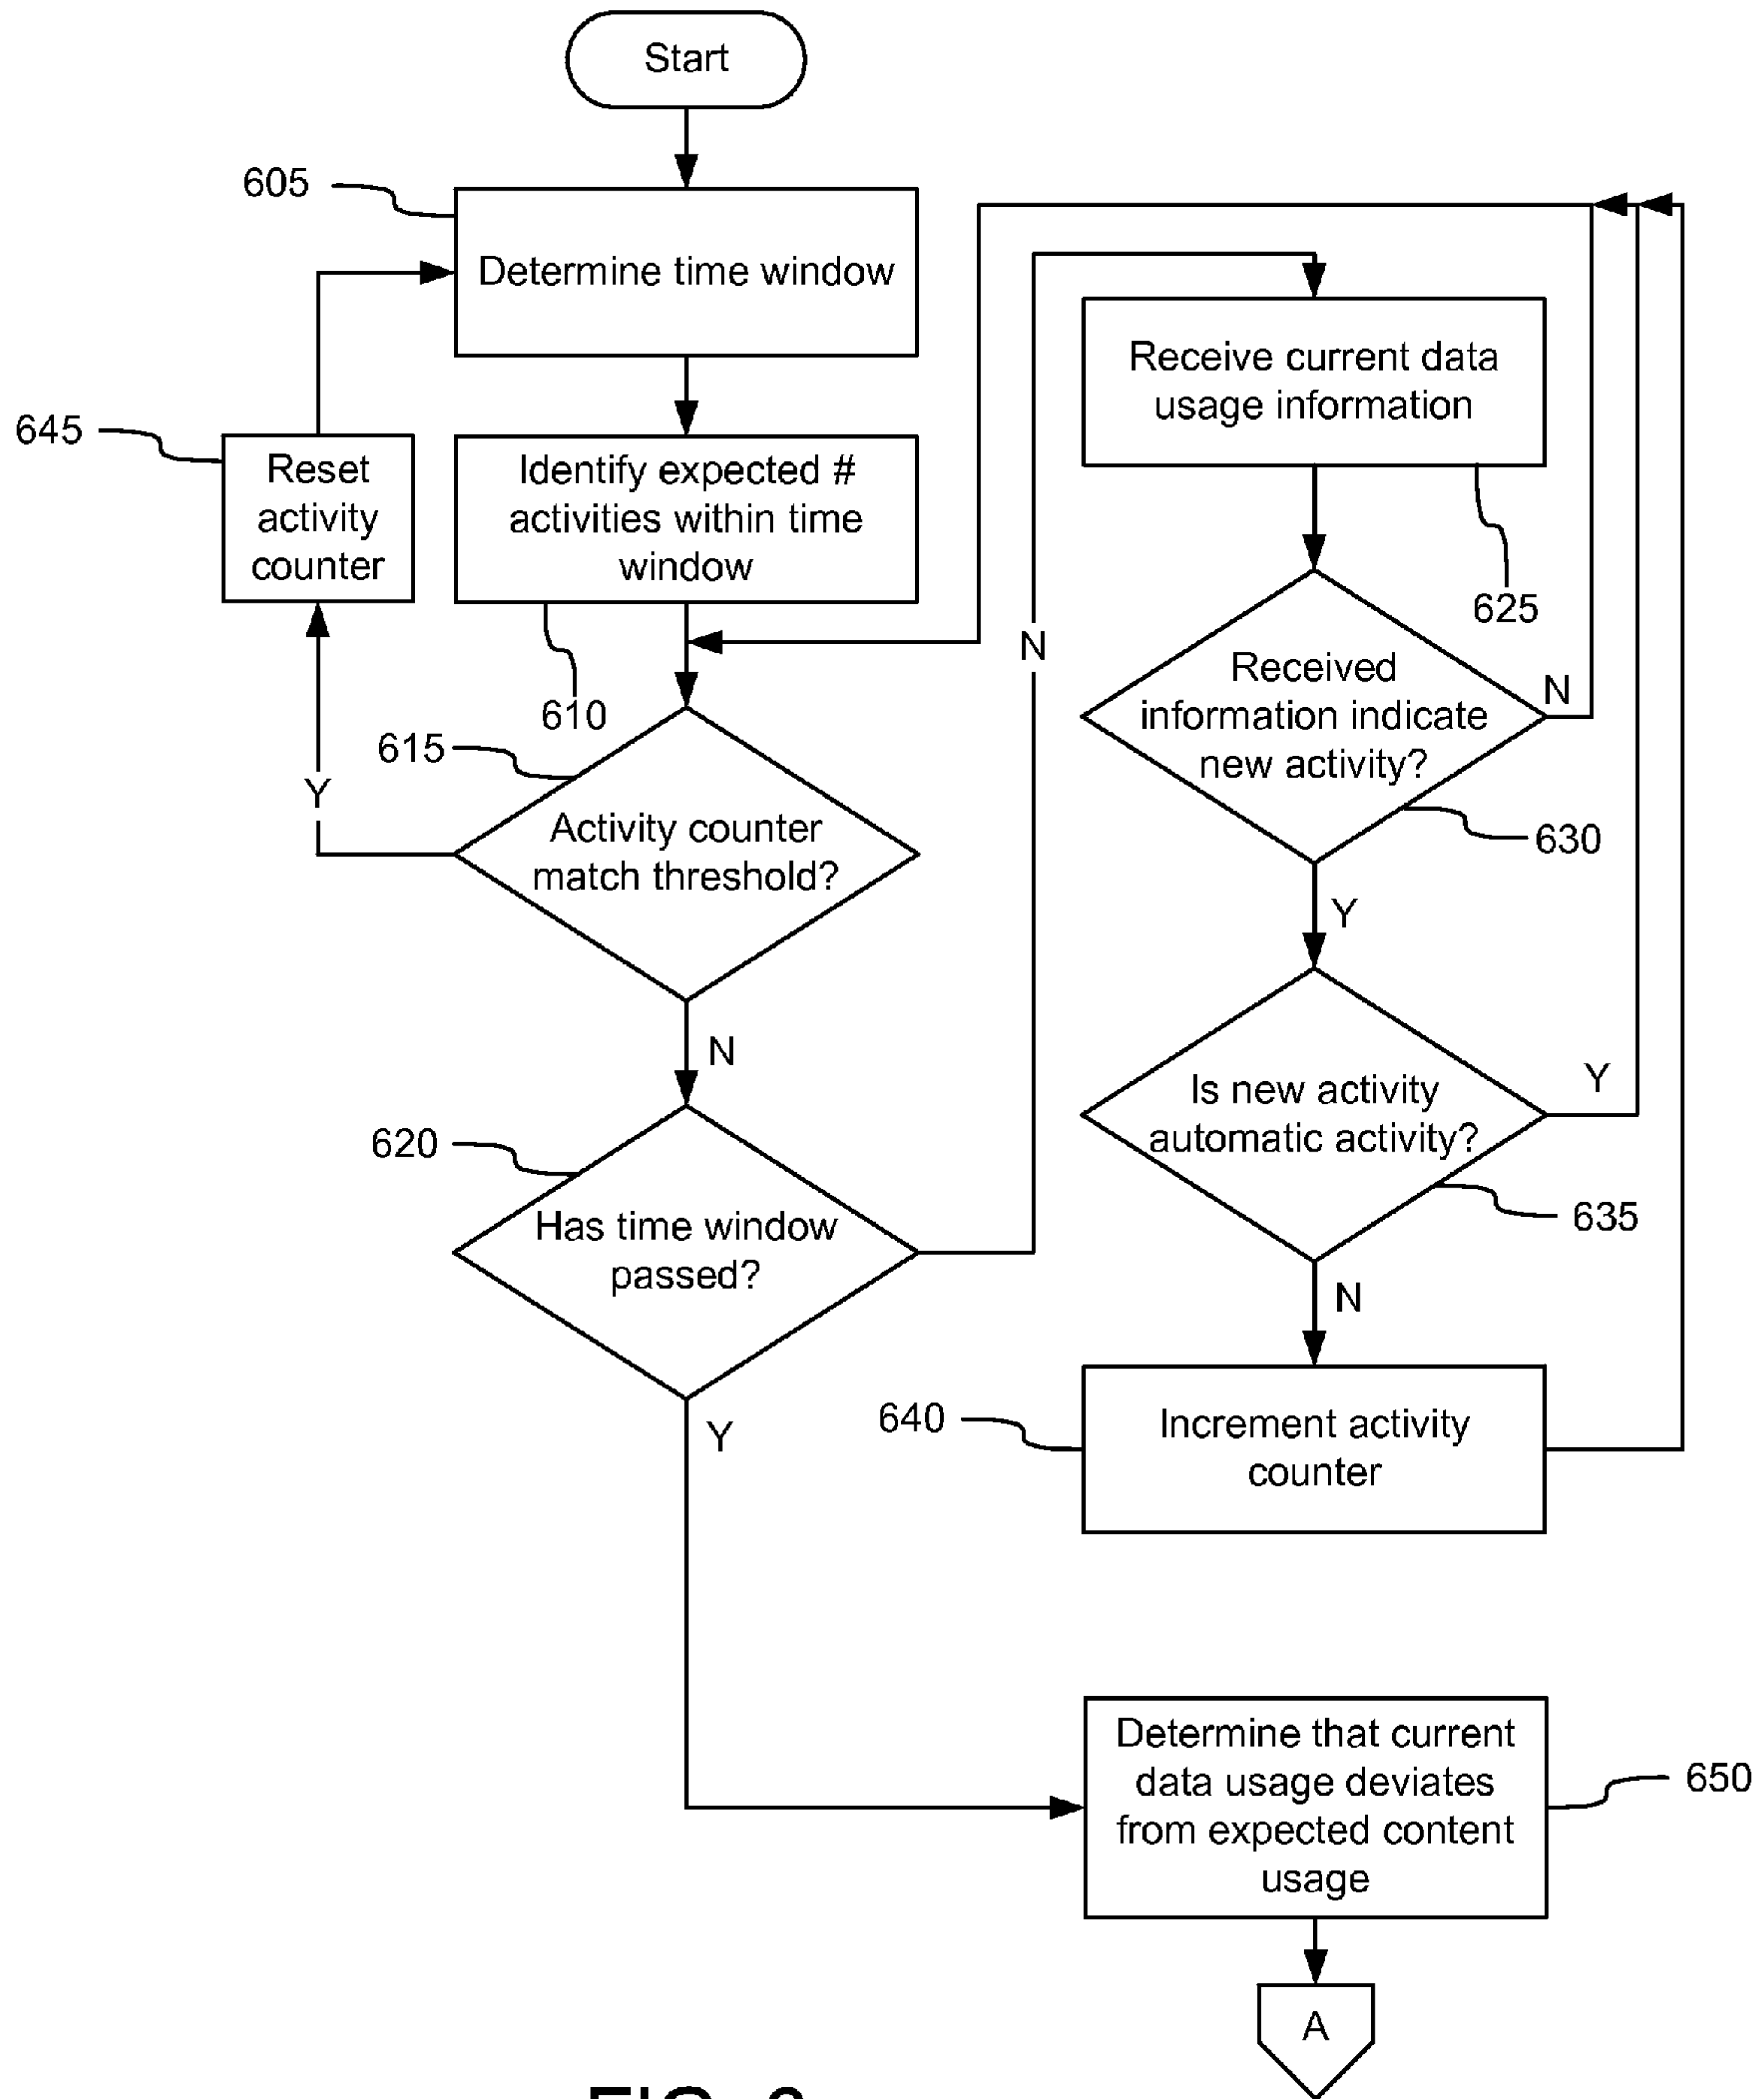 Start
605
Determine time window
645
Reset
activity
counter
Identify expected #
activities within time
window
610
Y
615
Activity counter
match threshold?
N
620
Has time window
passed?
N
Y
Receive current data
usage information
625
Received
information indicate
new activity?
N
630
Y
Is new activity
automatic activity?
Y
635
N
640
Increment activity
counter
Determine that current
data usage deviates
from expected content
usage
650
A